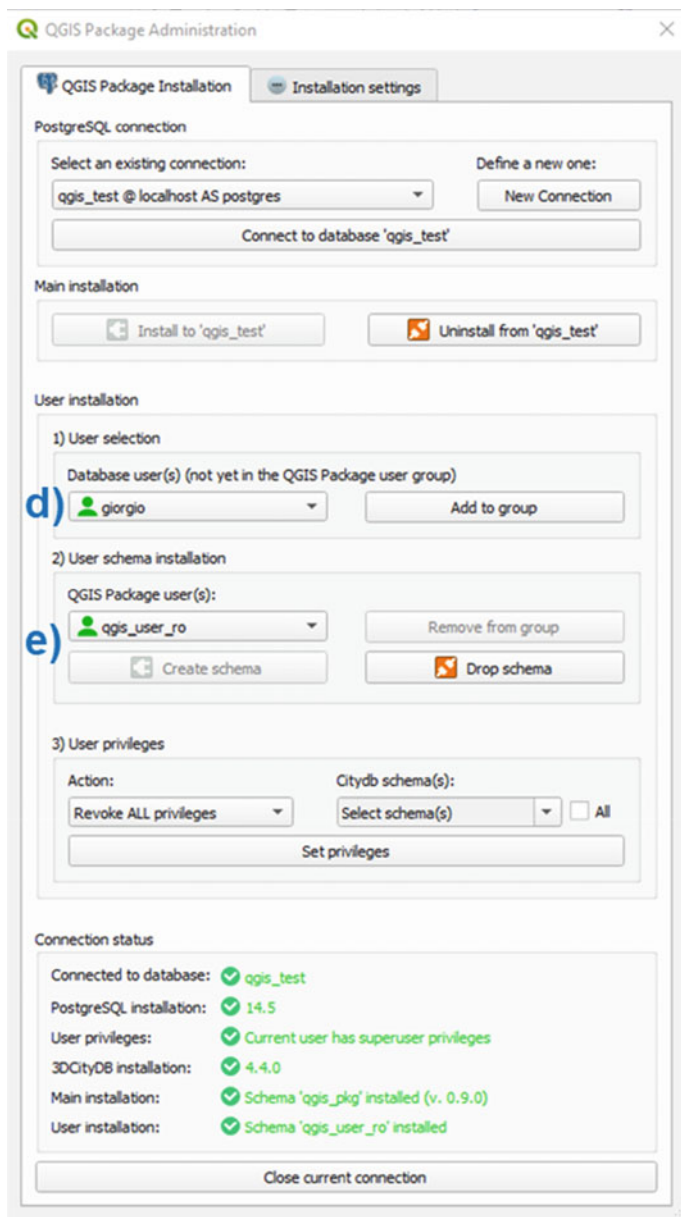 QGIS Package Administration
QGIS Package Installation Installation settings
PostgreSQL connection
Select an existing connection: Define a new one:
qgis_test @ localhost AS postgres New Connection
Connect to database 'qgis_test'
Main installation
Install to 'qgis_test' Uninstall from 'qgis_test'
User installation
1) User selection
Database user(s) (not yet in the QGIS Package user group)
d) giorgio Add to group
2) User schema installation
QGIS Package user(s):
qgis_user_ro Remove from group
e)
Create schema Drop schema
3) User privileges
Action: Citydb schema(s):
Revoke ALL privileges Select schema(s) All
Set privileges
Connection status
Connected to database: qgis_test
PostgreSQL installation: 14.5
User privileges: Current user has superuser privileges
3DCityDB installation: 4.4.0
Main installation: Schema 'qgis_pkg' installed (v. 0.9.0)
User installation: Schema 'qgis_user_ro' installed
Close current connection